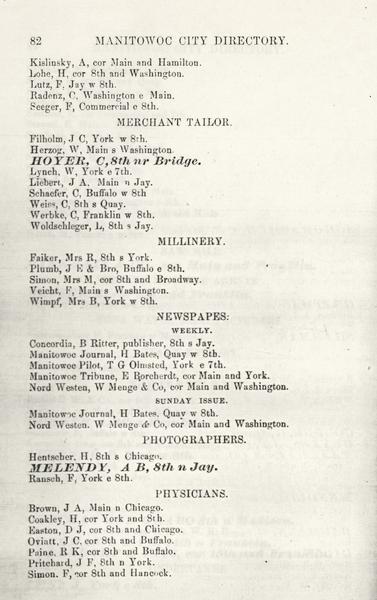 82 MANITOWOC CITY DIRECTORY.
Kislinsky, A, cor Main and Hamilton.
Lohe, H, cor 8th and Washington.
Lutz, F, Jay w 8th.
Radenz, C, Washington e Main.
Seeger, F, Commercial e 8th.
MERCHANT TAILOR.
Filholm, J C, York w 8th.
Herzog, W, Main s Washington.
HOYER, C, 8th nr Bridge.
Lynch, W, York e 7th.
Liebert, J A, Main n Jay.
Schaefer, C, Buffalo w 8th
Weiss, C, 8th s Quay.
Werbke, C, Franklin w 8th.
Woldschleger, L, 8th s Jay.
MILLINERY.
Faiker, Mrs R, 8th s York.
Plumb, J E & Bro, Buffalo e 8th.
Simon, Mrs M, cor 8th and Broadway.
Veicht, F, Main s Washington.
Wimpf, Mrs B, York w 8th.
NEWSPAPES:
WEEKLY.
Concordia, B Ritter, publisher, 8th s Jay.
Manitowoc Journal, H Bates, Quay w 8th.
Manitowoc Pilot, T G Olmsted, York e 7th.
Manitowoc Tribune, E Borcherdt, cor Main and York.
Nord Westen, W Menge & Co, cor Main and Washington.
SUNDAY ISSUE.
Manitowoc Journal, H Bates, Quay w 8th.
Nord Westen, W Menge & Co, cor Main and Washington.
PHOTOGRAPHERS.
Hentscher, H, 8th s Chicago.
MELENDY, A B, 8th n Jay.
Rausch, F, York e 8th.
PHYSICIANS.
Brown, J A, Main n Chicago.
Coakley, H, cor York and 8th.
Easton, D J, cor 8th and Chicago.
Oviatt, J C, cor 8th and Buffalo.
Paine, R K, cor 8th and Buffalo.
Pritchard, J F, 8th n York.
Simon, F, cor 8th and Hancock.